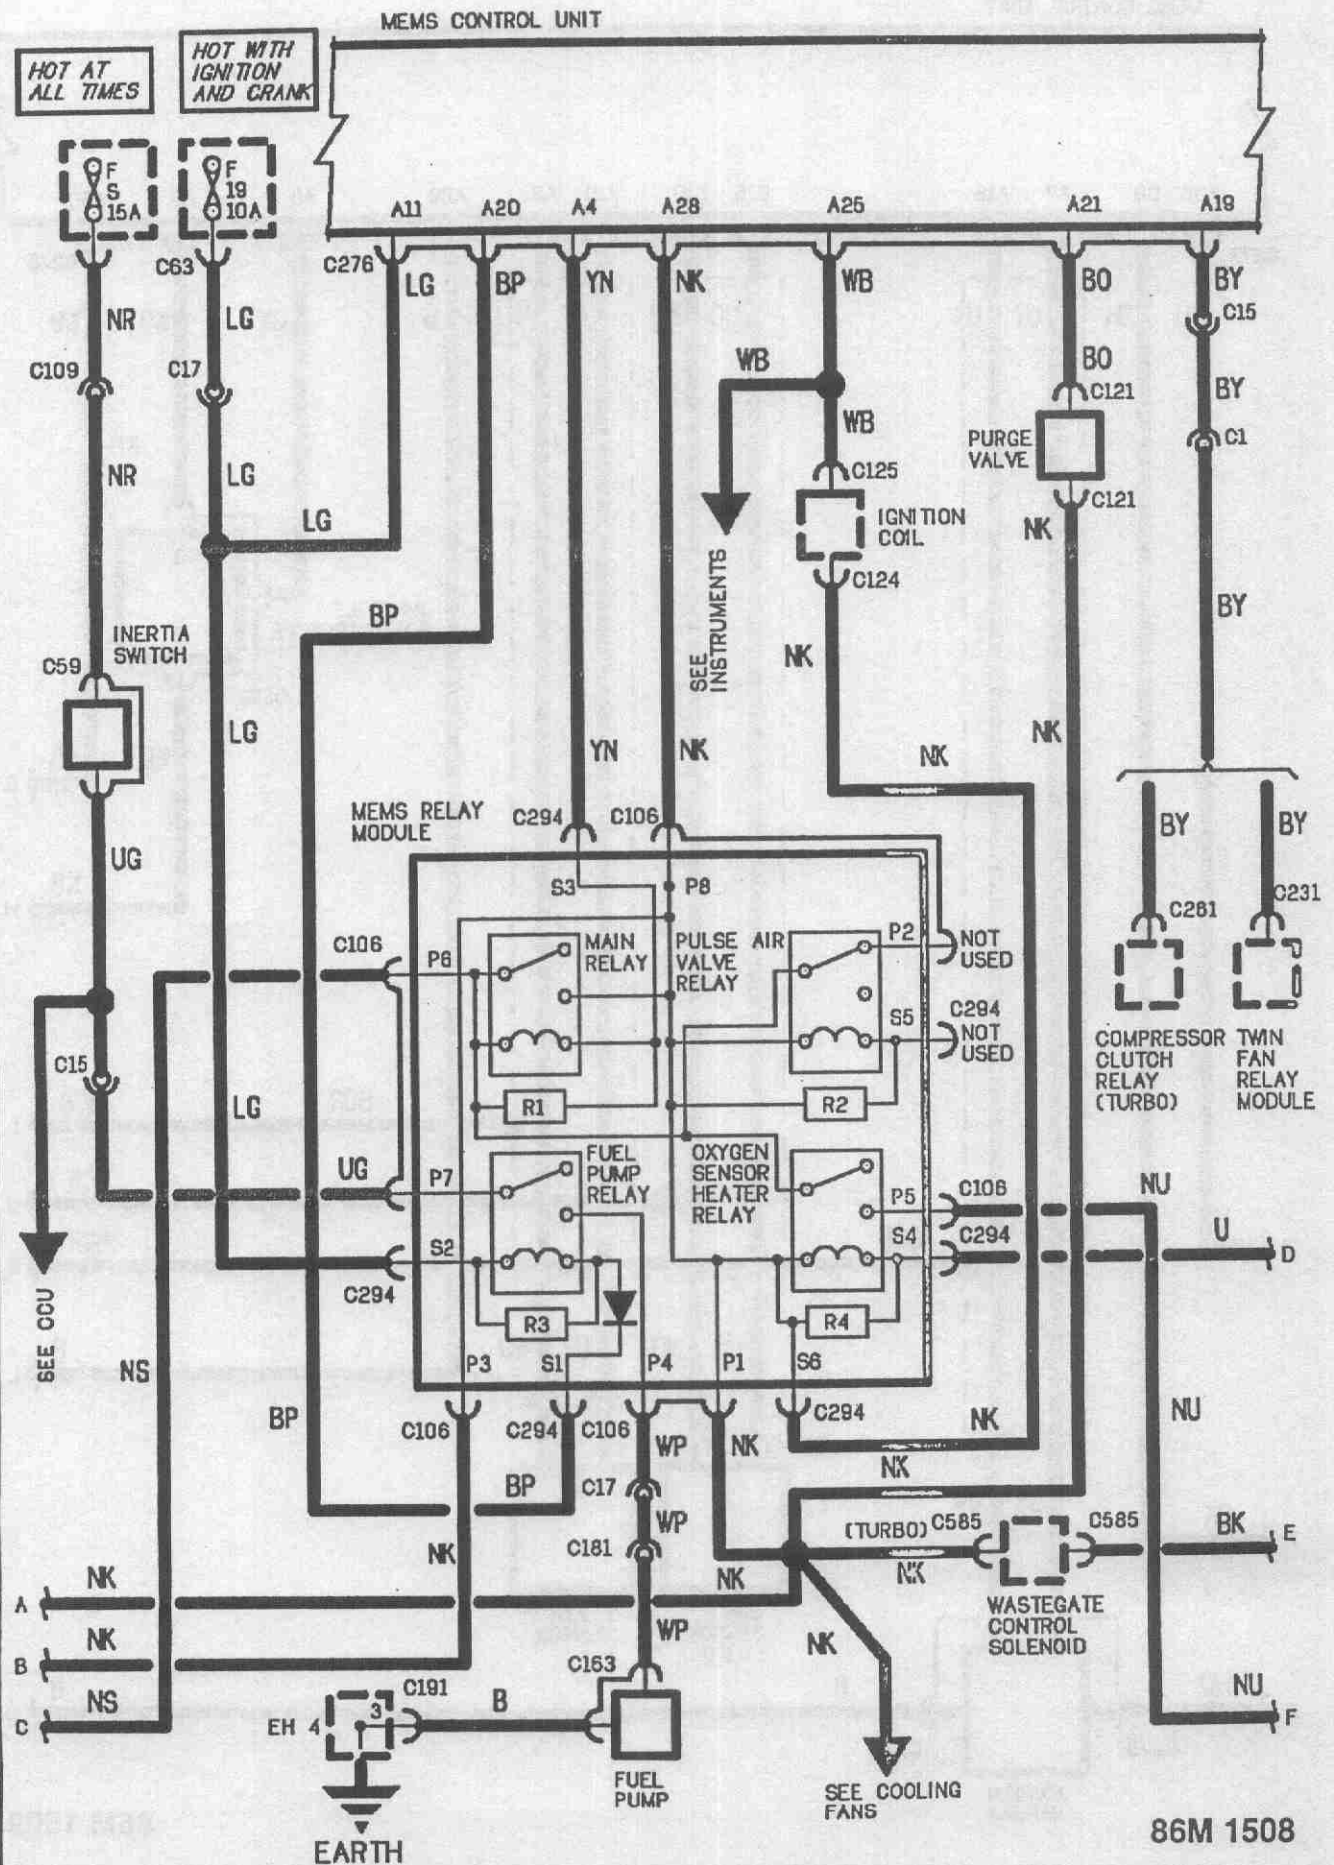 MEMS CONTROL UNIT
HOT AT
ALL TIMES
HOT WITH
IGNITION
AND CRANK
F
S
15A
F
19
10A
A11
A20
A4
A28
A25
A21
A19
C63
C276
LG
BP
YN
NK
WB
BO
BY
NR
LG
C15
C109
C17
WB
BO
BY
C121
WB
NR
LG
PURGE
VALVE
C1
C125
LG
IGNITION
COIL
C121
NK
C124
BP
SEE
INSTRUMENTS
BY
INERTIA
SWITCH
C59
NK
LG
YN
NK
NK
NK
MEMS RELAY
MODULE
C294
C106
BY
BY
UG
S3
P8
C281
C231
C106
P6
MAIN
RELAY
PULSE AIR
VALVE
RELAY
P2
NOT
USED
S5
C294
NOT
USED
COMPRESSOR
CLUTCH
RELAY
(TURBO)
TWIN
FAN
RELAY
MODULE
C15
LG
R1
R2
UG
P7
FUEL
PUMP
RELAY
OXYGEN
SENSOR
HEATER
RELAY
P5
C106
NU
S2
S4
C294
U
D
C294
R3
R4
SEE CCU
NS
P3
S1
P4
P1
S6
BP
C106
C294
C106
C294
NK
NU
WP
NK
NK
BP
C17
WP
(TURBO)
C585
C585
BK
E
NK
C181
NK
NK
NK
A
WASTEGATE
CONTROL
SOLENOID
NK
WP
NK
B
C163
NS
C191
B
NU
C
EH 4
3
F
FUEL
PUMP
SEE COOLING
FANS
EARTH
86M 1508